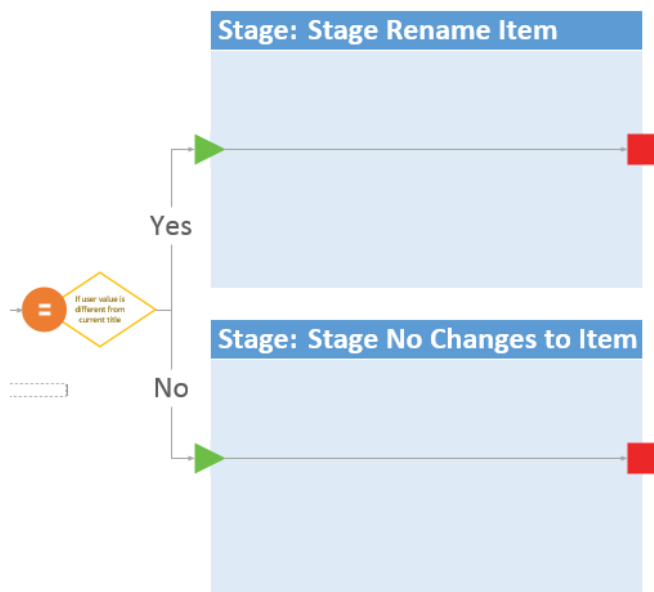 Stage: Stage Rename Item
Yes
=
If user value is
different from
current title
Stage: Stage No Changes to Item
No